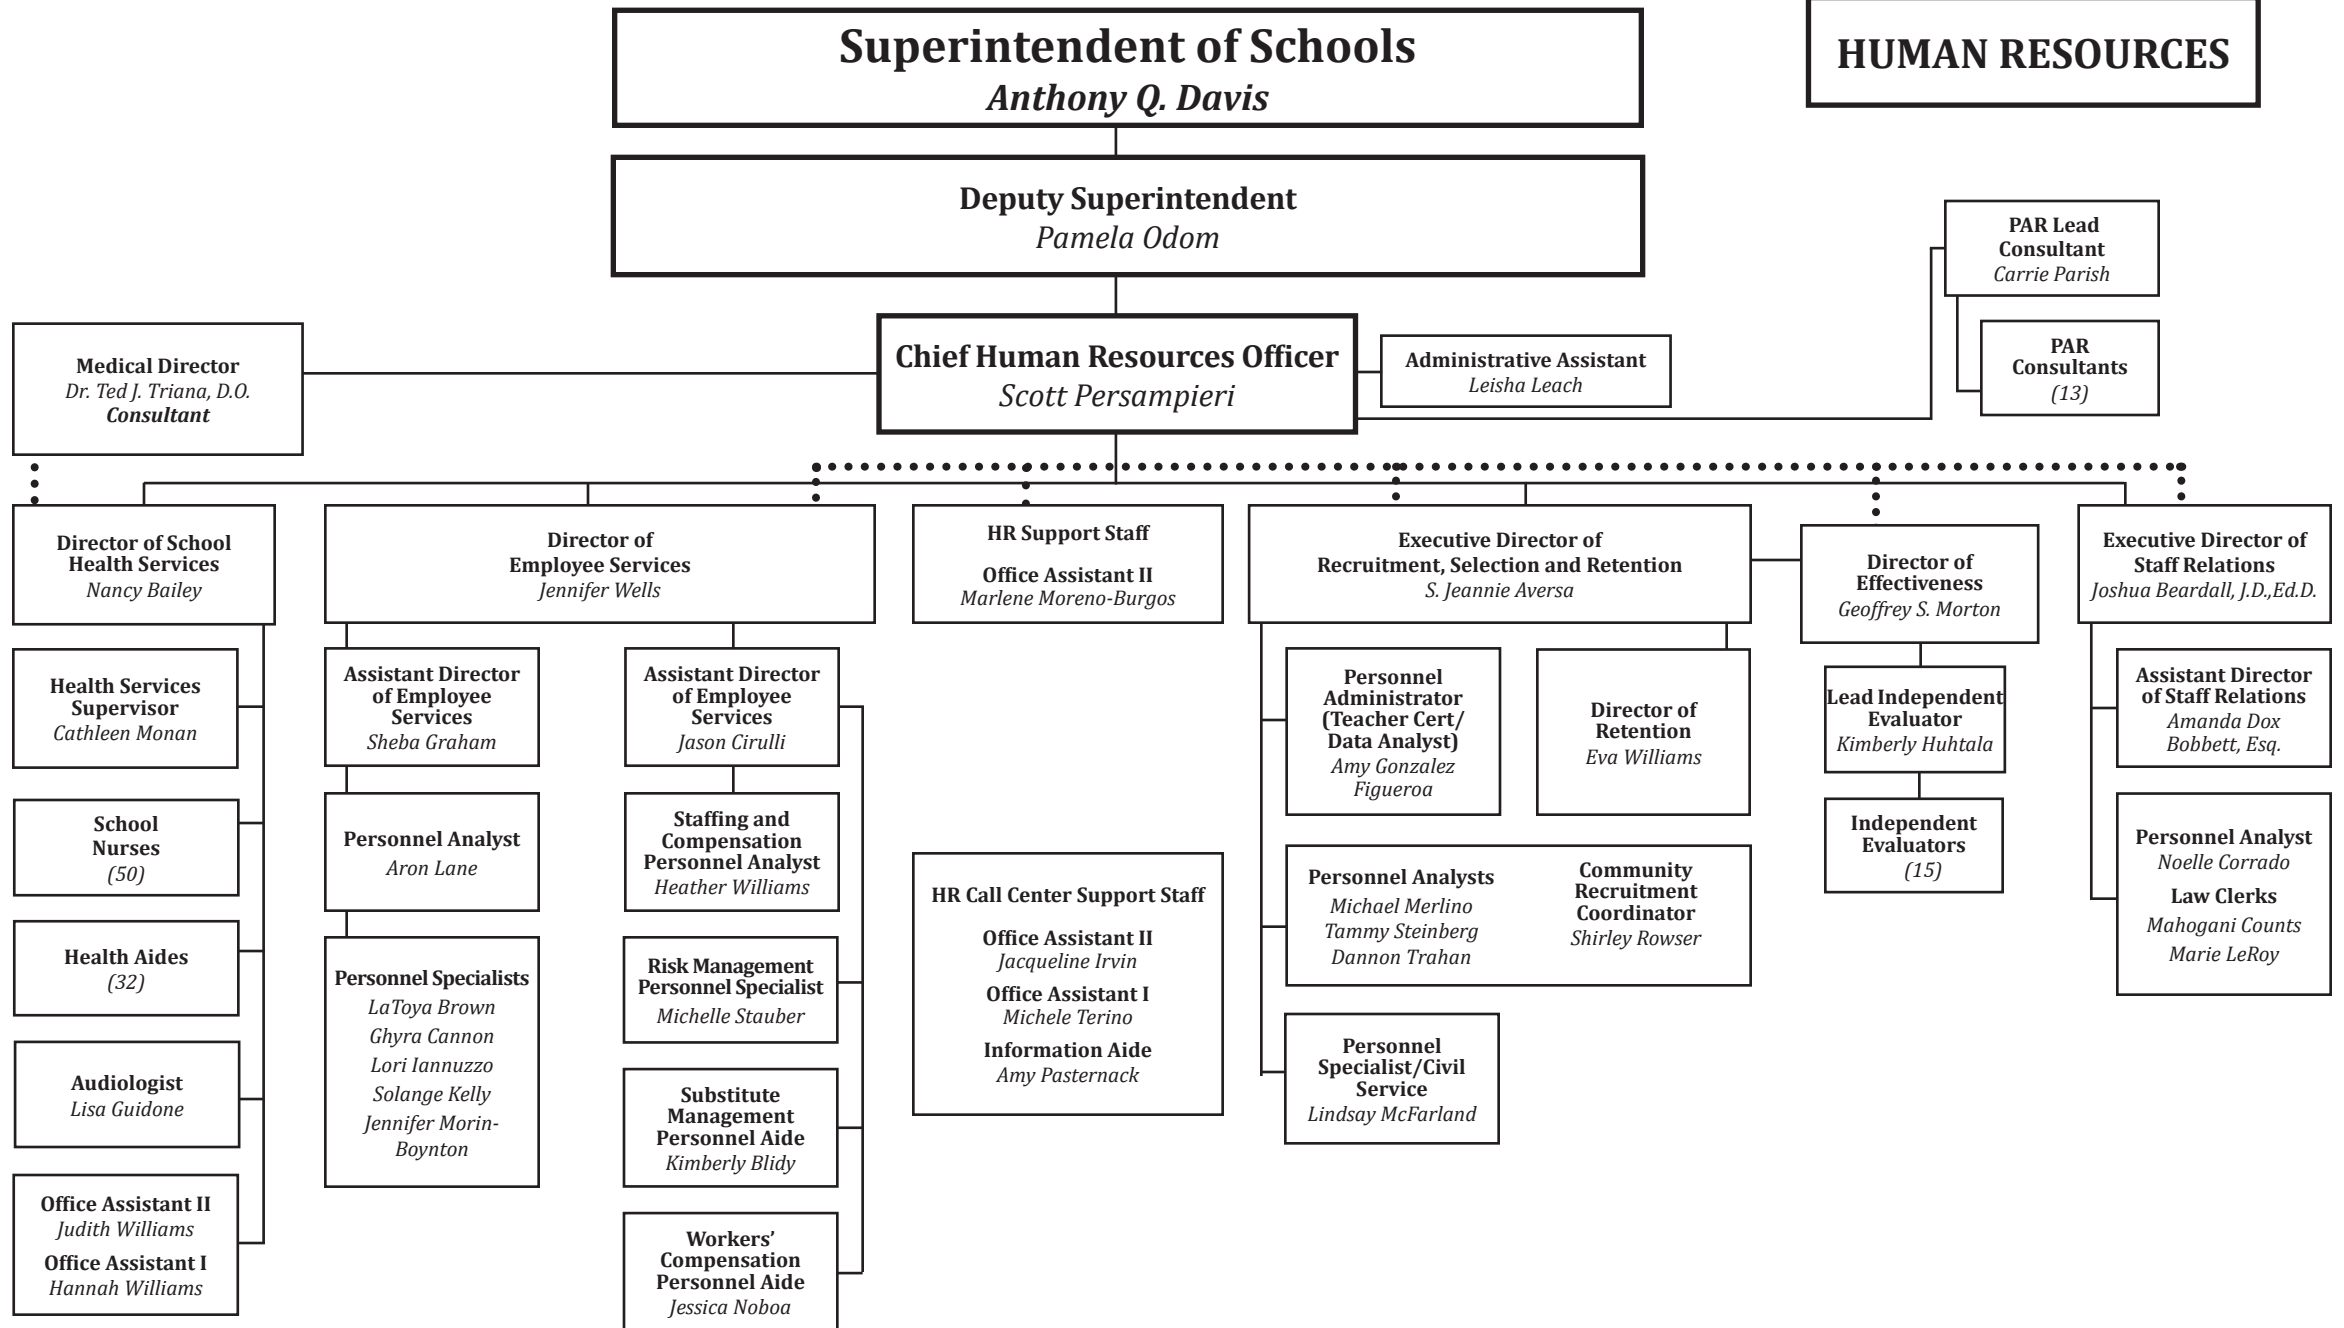 Superintendent of Schools
Anthony Q. Davis
HUMAN RESOURCES
Deputy Superintendent
Pamela Odom
PAR Lead
Consultant
Carrie Parish
PAR
Consultants
(13)
Chief Human Resources Officer
Scott Persampieri
Administrative Assistant
Leisha Leach
Medical Director
Dr. Ted J. Triana, D.O.
Consultant
Director of School
Health Services
Nancy Bailey
Health Services
Supervisor
Cathleen Monan
School
Nurses
(50)
Health Aides
(32)
Audiologist
Lisa Guidone
Office Assistant II
Judith Williams
Office Assistant I
Hannah Williams
Director of
Employee Services
Jennifer Wells
Assistant Director
of Employee
Services
Sheba Graham
Personnel Analyst
Aron Lane
Personnel Specialists
LaToya Brown
Ghyra Cannon
Lori Iannuzzo
Solange Kelly
Jennifer Morin-
Boynton
Assistant Director
of Employee
Services
Jason Cirulli
Staffing and
Compensation
Personnel Analyst
Heather Williams
Risk Management
Personnel Specialist
Michelle Stauber
Substitute
Management
Personnel Aide
Kimberly Blidy
Workers’
Compensation
Personnel Aide
Jessica Noboa
HR Support Staff
Office Assistant II
Marlene Moreno-Burgos
HR Call Center Support Staff
Office Assistant II
Jacqueline Irvin
Office Assistant I
Michele Terino
Information Aide
Amy Pasternack
Executive Director of
Recruitment, Selection and Retention
S. Jeannie Aversa
Personnel
Administrator
(Teacher Cert/
Data Analyst)
Amy Gonzalez
Figueroa
Director of
Retention
Eva Williams
Personnel Analysts
Michael Merlino
Tammy Steinberg
Dannon Trahan
Community
Recruitment
Coordinator
Shirley Rowser
Personnel
Specialist/Civil
Service
Lindsay McFarland
Director of
Effectiveness
Geoffrey S. Morton
Lead Independent
Evaluator
Kimberly Huhtala
Independent
Evaluators
(15)
Executive Director of
Staff Relations
Joshua Beardall, J.D.,Ed.D.
Assistant Director
of Staff Relations
Amanda Dox
Bobbett, Esq.
Personnel Analyst
Noelle Corrado
Law Clerks
Mahogani Counts
Marie LeRoy